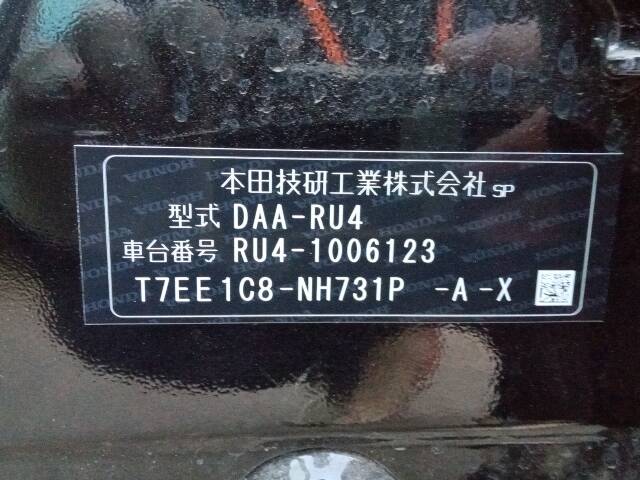 本田技研工業株式会社 SP
型式 DAA-RU4
車台番号 RU4-1006123
T7EE1C8-NH731P -A-X